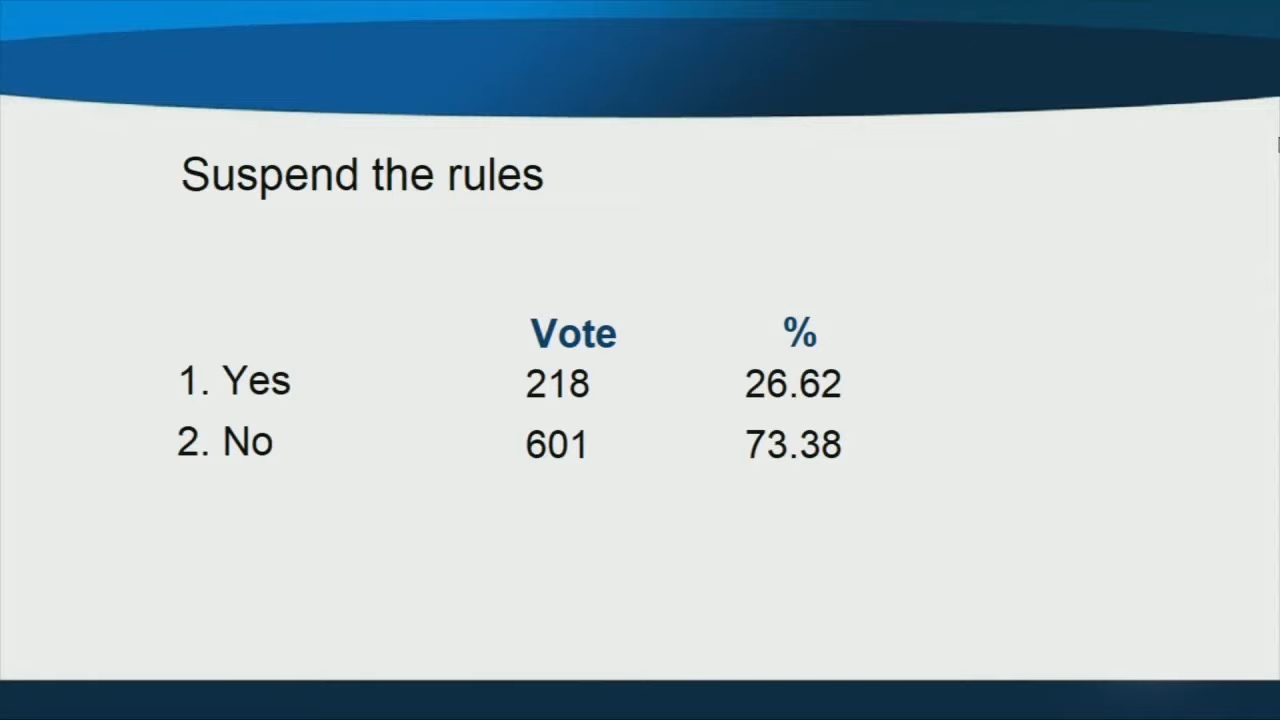 Suspend the rules
Vote %
1. Yes 218 26.62
2. No 601 73.38